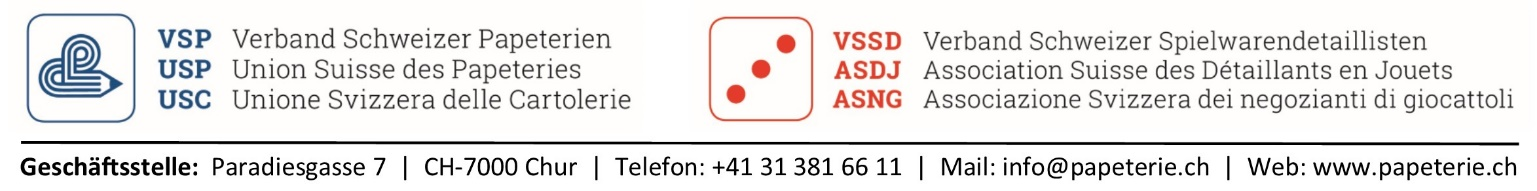 VSP Verband Schweizer Papeterien
USP Union Suisse des Papeteries
USC Unione Svizzera delle Cartolerie
VSSD Verband Schweizer Spielwarendetaillisten
ASDJ Association Suisse des Détaillants en Jouets
ASNG Associazione Svizzera dei negozianti di giocattoli
Geschäftsstelle: Paradiesgasse 7 | CH-7000 Chur | Telefon: +41 31 381 66 11 | Mail: info@papeterie.ch | Web: www.papeterie.ch